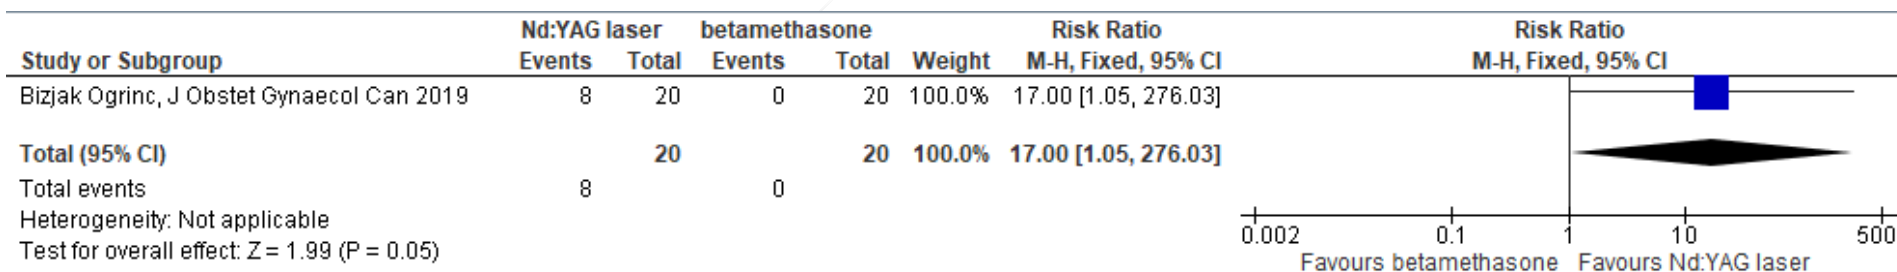 Nd:YAG laser betamethasone Risk Ratio Risk Ratio
Study or Subgroup Events Total Events Total Weight M-H, Fixed, 95% CI M-H, Fixed, 95% CI
Bizjak Ogrinc, J Obstet Gynaecol Can 2019 8 20 0 20 100.0% 17.00 [1.05, 276.03]
Total (95% CI) 20 20 100.0% 17.00 [1.05, 276.03]
Total events 8 0
Heterogeneity: Not applicable
Test for overall effect: Z = 1.99 (P = 0.05)
0.002 0.1 1 10 500
Favours betamethasone Favours Nd:YAG laser